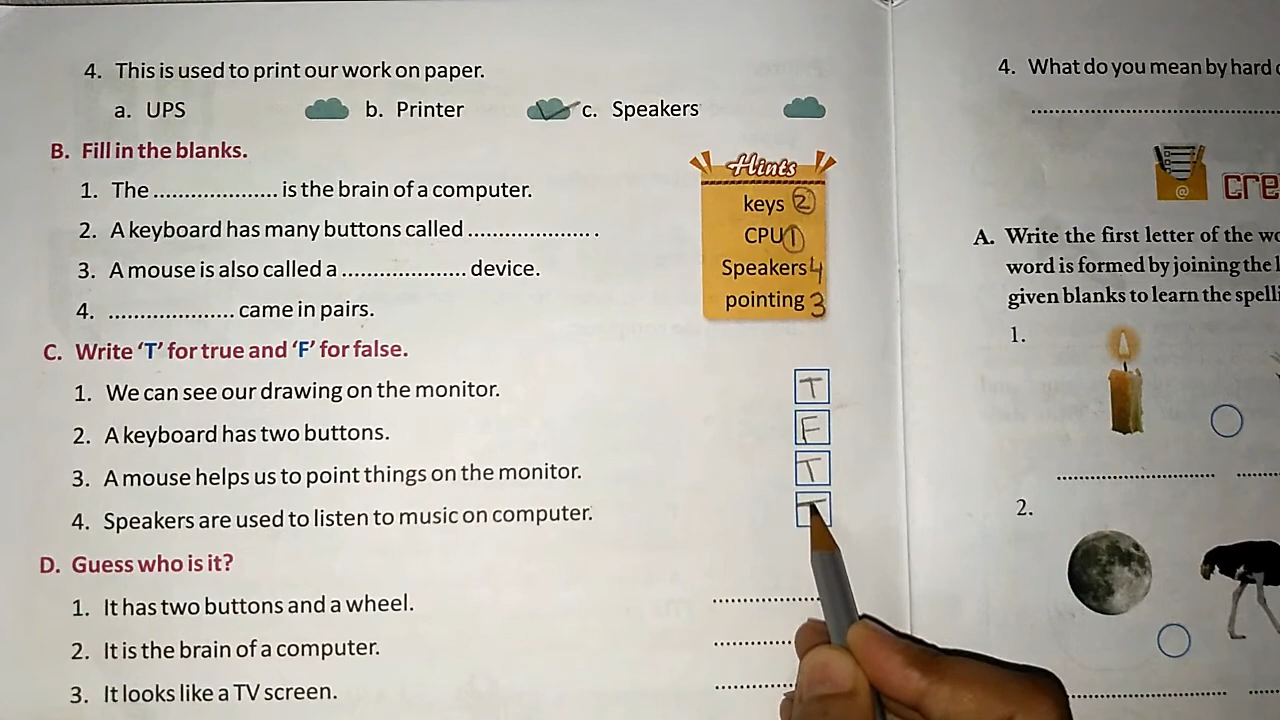 4. This is used to print our work on paper.
a. UPS b. Printer c. Speakers
B. Fill in the blanks.
1. The .................... is the brain of a computer.
2. A keyboard has many buttons called .................... .
3. A mouse is also called a .................... device.
4. .................... came in pairs.
Hints
keys 2
CPU 1
Speakers 4
pointing 3
C. Write ‘T’ for true and ‘F’ for false.
1. We can see our drawing on the monitor. T
2. A keyboard has two buttons. F
3. A mouse helps us to point things on the monitor. T
4. Speakers are used to listen to music on computer. T
D. Guess who is it?
1. It has two buttons and a wheel. ..................
2. It is the brain of a computer. .............
3. It looks like a TV screen. .............
4. What do you mean by hard
@
cre
A. Write the first letter of the
word is formed by joining the
given blanks to learn the
1.
2.